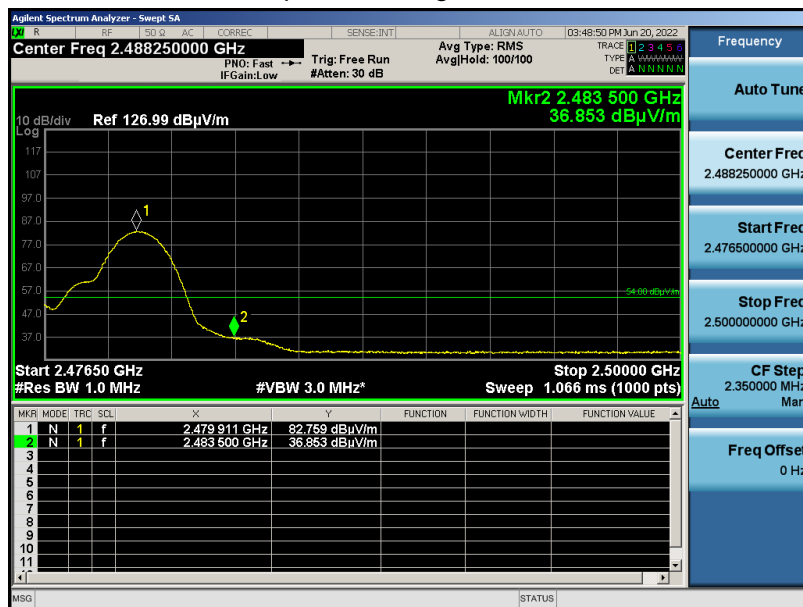 Agilent Spectrum Analyzer - Swept SA
LXI R RF 50 Ω AC CORREC SENSE:INT ALIGN AUTO 03:48:50 PM Jun 20, 2022
Center Freq 2.488250000 GHz
PNO: Fast
IFGain:Low
Trig: Free Run
#Atten: 30 dB
Avg Type: RMS
Avg|Hold: 100/100
TRACE 1 2 3 4 5 6
TYPE A WWWWW
DET A N N N N N
Mkr2 2.483 500 GHz
36.853 dBµV/m
10 dB/div Ref 126.99 dBµV/m
Log
117
107
97.0
87.0
77.0
67.0
57.0
47.0
37.0
1
2
54.00 dBµV/m
Start 2.47650 GHz Stop 2.50000 GHz
#Res BW 1.0 MHz #VBW 3.0 MHz* Sweep 1.066 ms (1000 pts)
MKR MODE TRC SCL X Y FUNCTION FUNCTION WIDTH FUNCTION VALUE
1 N 1 f 2.479 911 GHz 82.759 dBµV/m
2 N 1 f 2.483 500 GHz 36.853 dBµV/m
3
4
5
6
7
8
9
10
11
MSG STATUS
Frequency
Auto Tune
Center Freq
2.488250000 GHz
Start Freq
2.476500000 GHz
Stop Freq
2.500000000 GHz
CF Step
2.350000 MHz
Auto Man
Freq Offset
0 Hz